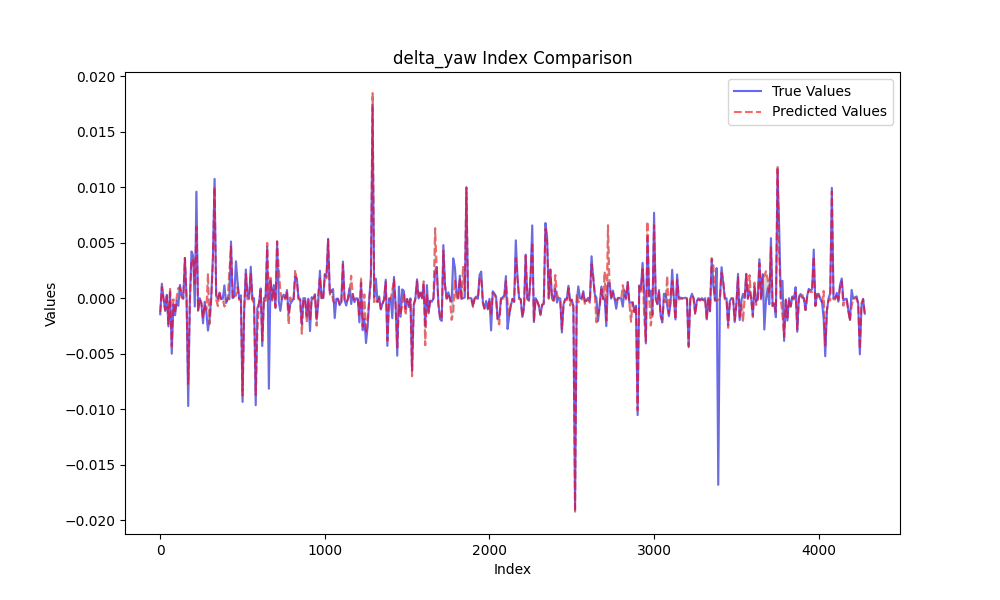 delta_yaw Index Comparison
True Values
Predicted Values
Values
0.020
0.015
0.010
0.005
0.000
−0.005
−0.010
−0.015
−0.020
0 1000 2000 3000 4000
Index